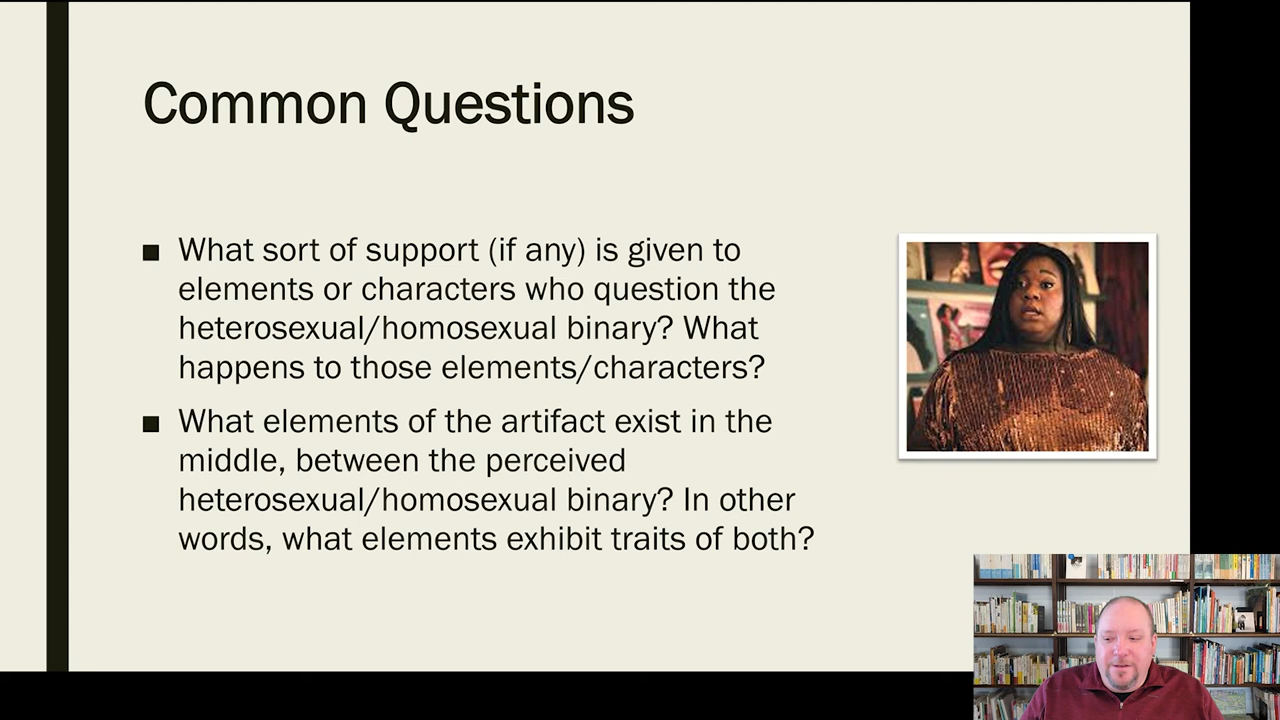 Common Questions
■ What sort of support (if any) is given to
elements or characters who question the
heterosexual/homosexual binary? What
happens to those elements/characters?
■ What elements of the artifact exist in the
middle, between the perceived
heterosexual/homosexual binary? In other
words, what elements exhibit traits of both?